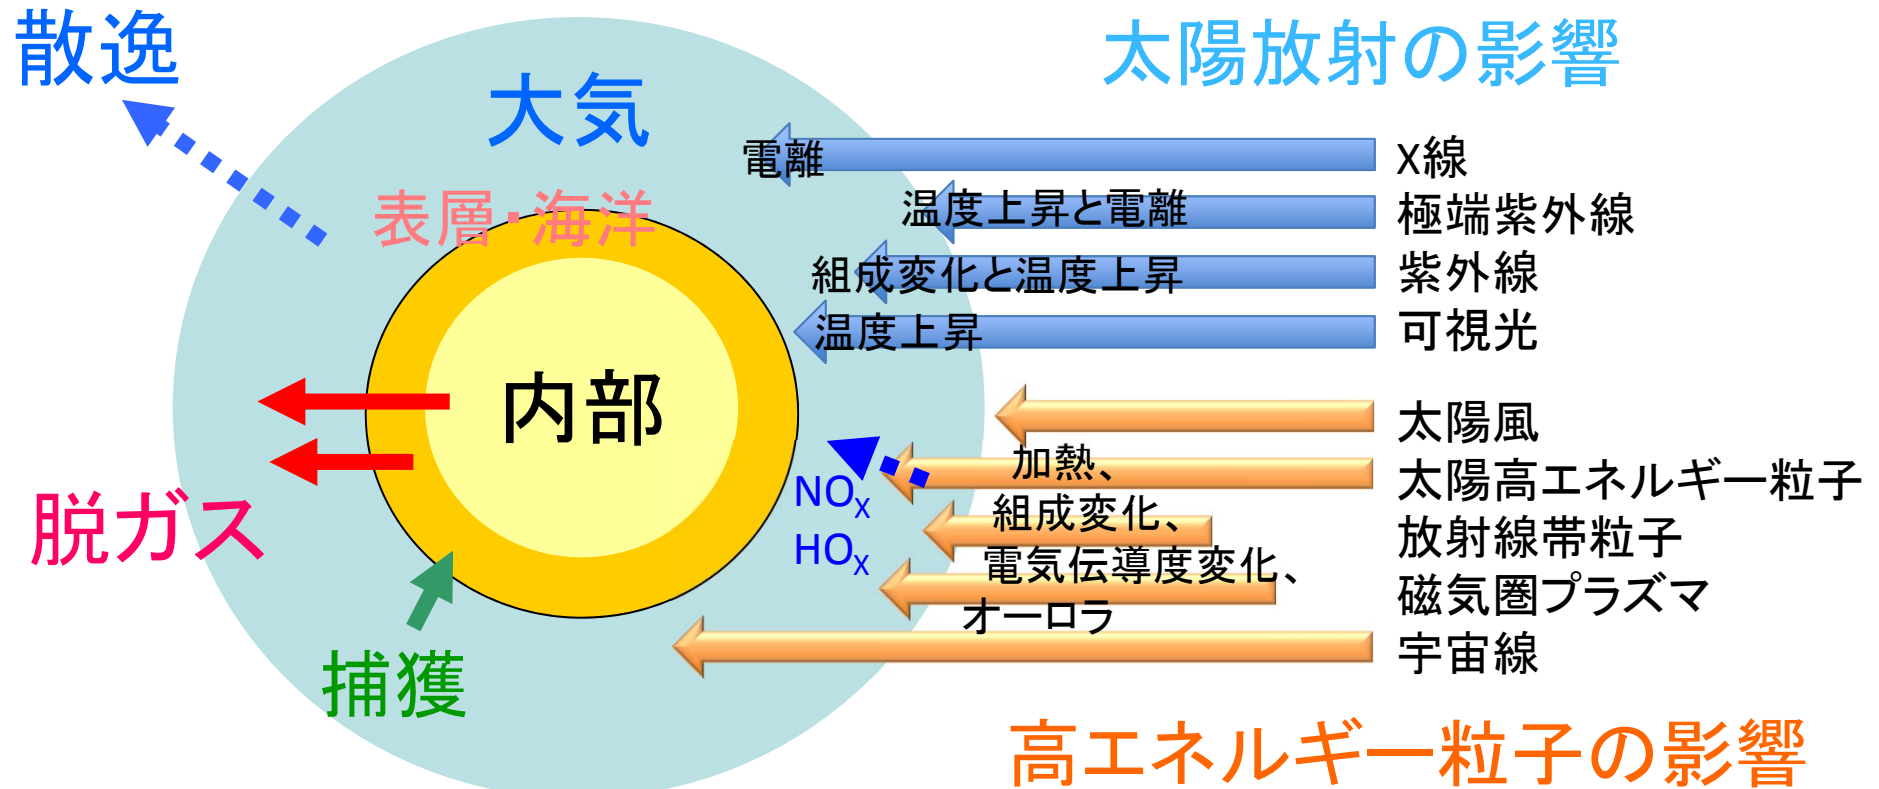 散逸
太陽放射の影響
大気
電離
X線
表層・海洋
温度上昇と電離
極端紫外線
組成変化と温度上昇
紫外線
温度上昇
可視光
内部
太陽風
加熱、
太陽高エネルギー粒子
NOX
組成変化、
放射線帯粒子
脱ガス
HOX
電気伝導度変化、
磁気圏プラズマ
オーロラ
宇宙線
捕獲
高エネルギー粒子の影響